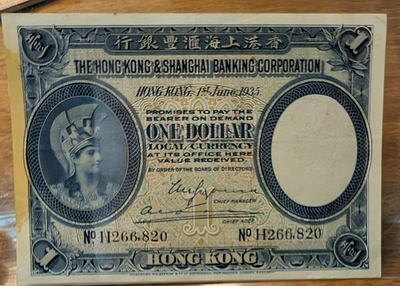 行銀豐滙海上港香
1 1
THE HONG KONG & SHANGHAI BANKING CORPORATION
HONG KONG, 1st June, 1935.
PROMISES TO PAY THE
BEARER ON DEMAND
ONE DOLLAR
LOCAL CURRENCY
AT ITS OFFICE HERE
VALUE RECEIVED.
BY ORDER OF THE BOARD OF DIRECTORS
CHIEF MANAGER
CHIEF ACCT
No H266,820 No H266,820
1
HONG KONG